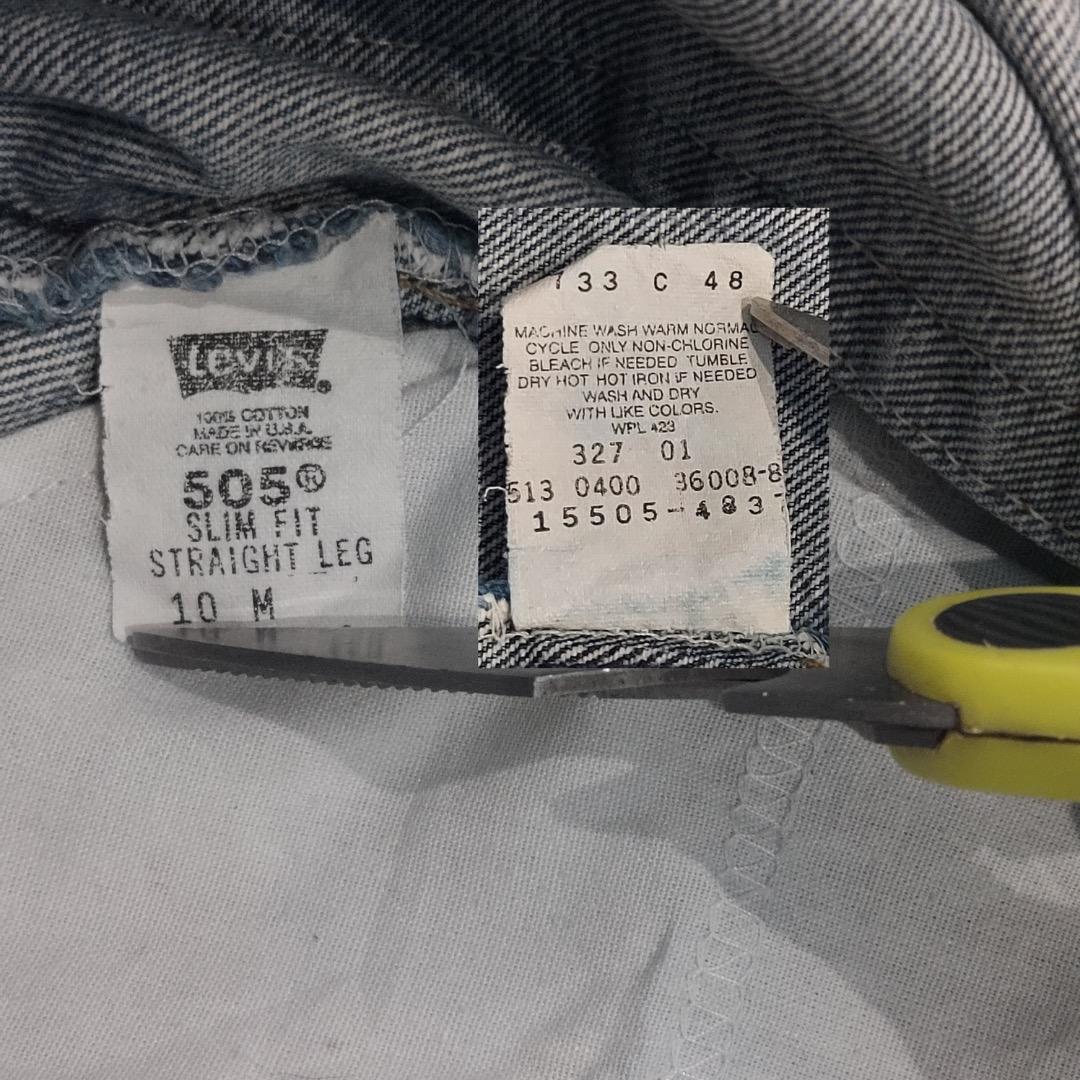 Levi's®
100% COTTON
MADE IN U.S.A.
CARE ON REVERSE
505®
SLIM FIT
STRAIGHT LEG
10 M
733 C 48
MACHINE WASH WARM NORMAL
CYCLE ONLY NON-CHLORINE
BLEACH IF NEEDED TUMBLE
DRY HOT HOT IRON IF NEEDED
WASH AND DRY
WITH LIKE COLORS.
WPL 423
327 01
513 0400 36008-8
15505-483